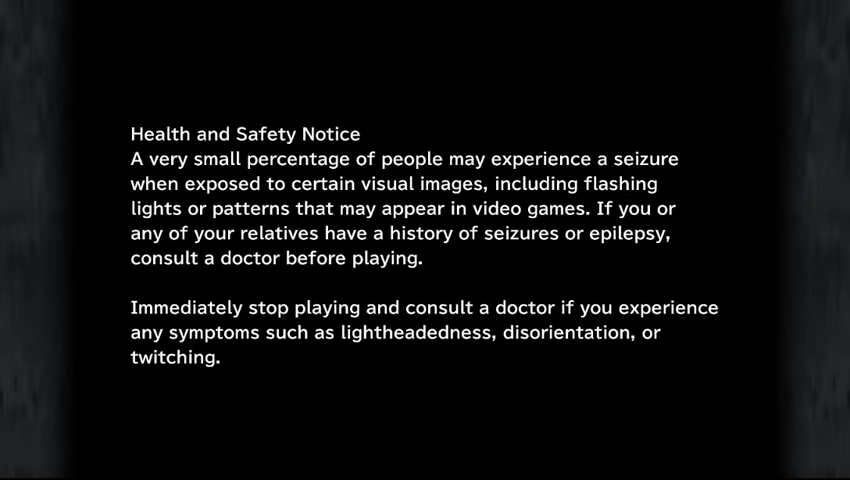 Health and Safety Notice
A very small percentage of people may experience a seizure
when exposed to certain visual images, including flashing
lights or patterns that may appear in video games. If you or
any of your relatives have a history of seizures or epilepsy,
consult a doctor before playing.
Immediately stop playing and consult a doctor if you experience
any symptoms such as lightheadedness, disorientation, or
twitching.